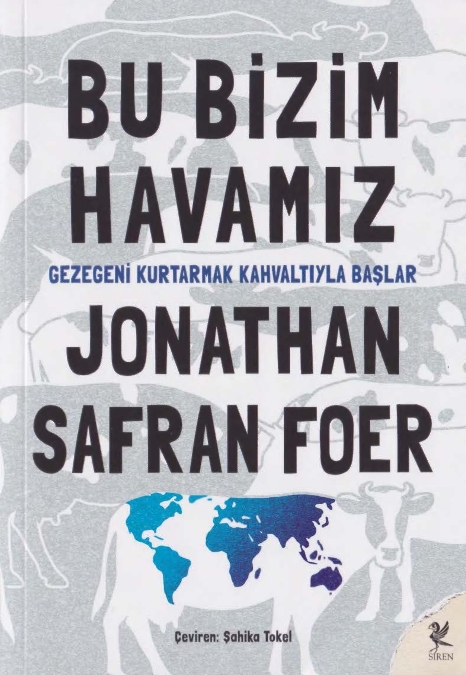 BU BİZİM
HAVAMIZ
GEZEGENİ KURTARMAK KAHVALTIYLA BAŞLAR
JONATHAN
SAFRAN FOER
Çeviren: Şahika Tokel
SİREN